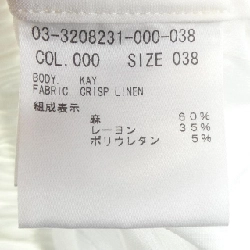 03-3208231-000-038
COL.000 SIZE 038
BODY. KAY
FABRIC CRISP LINEN
組成表示
麻 60%
レーヨン 35%
ポリウレタン 5%